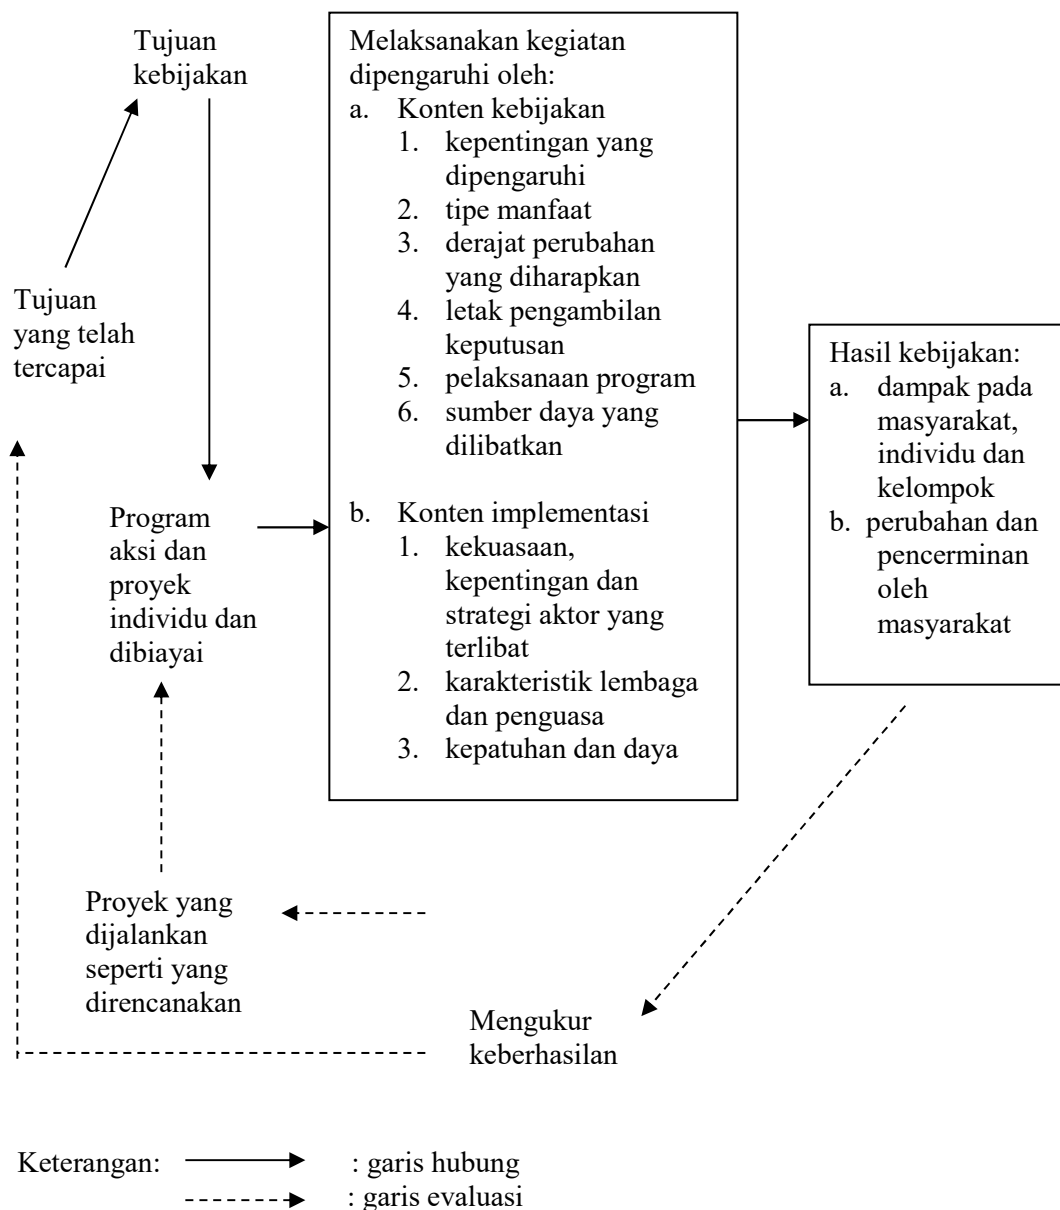 Tujuan
kebijakan
Melaksanakan kegiatan
dipengaruhi oleh:
a. Konten kebijakan
1. kepentingan yang
dipengaruhi
2. tipe manfaat
3. derajat perubahan
yang diharapkan
4. letak pengambilan
keputusan
5. pelaksanaan program
6. sumber daya yang
dilibatkan
b. Konten implementasi
1. kekuasaan,
kepentingan dan
strategi aktor yang
terlibat
2. karakteristik lembaga
dan penguasa
3. kepatuhan dan daya
Tujuan
yang telah
tercapai
Hasil kebijakan:
a. dampak pada
masyarakat,
individu dan
kelompok
b. perubahan dan
pencerminan
oleh
masyarakat
Program
aksi dan
proyek
individu dan
dibiayai
Proyek yang
dijalankan
seperti yang
direncanakan
Mengukur
keberhasilan
Keterangan: : garis hubung
: garis evaluasi